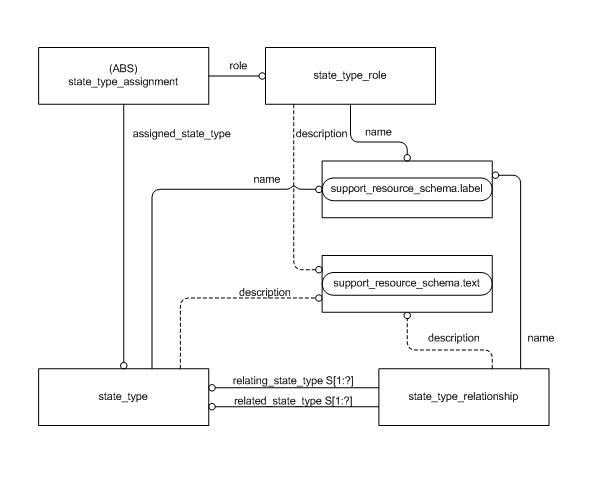 (ABS)
state_type_assignment
role
state_type_role
assigned_state_type
description
name
name
support_resource_schema.label
support_resource_schema.text
description
description
name
state_type
relating_state_type S[1:?]
related_state_type S[1:?]
state_type_relationship